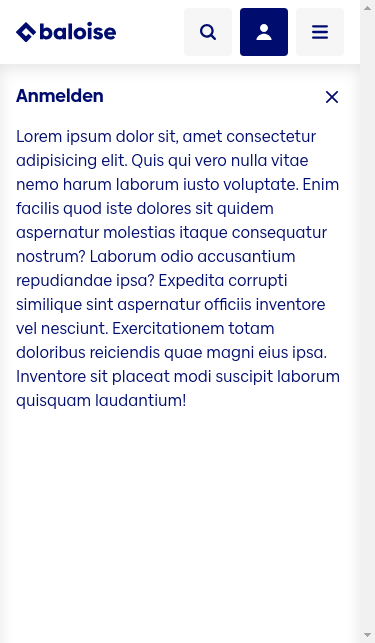 baloise
Anmelden
Lorem ipsum dolor sit, amet consectetur
adipisicing elit. Quis qui vero nulla vitae
nemo harum laborum iusto voluptate. Enim
facilis quod iste dolores sit quidem
aspernatur molestias itaque consequatur
nostrum? Laborum odio accusantium
repudiandae ipsa? Expedita corrupti
similique sint aspernatur officiis inventore
vel nesciunt. Exercitationem totam
doloribus reiciendis quae magni eius ipsa.
Inventore sit placeat modi suscipit laborum
quisquam laudantium!